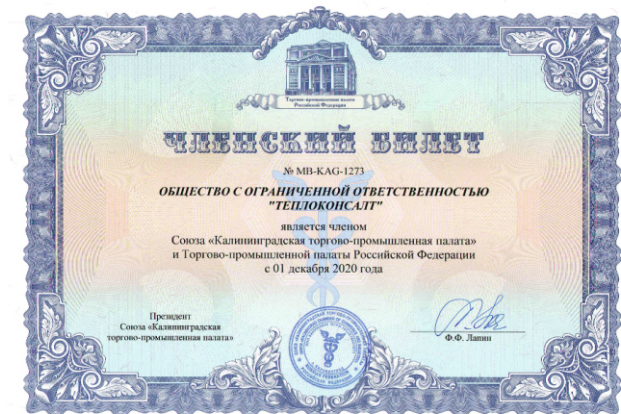 Торгово-промышленная палата
Российской Федерации
ЧЛЕНСКИЙ БИЛЕТ
№ МВ-KAG-1273
ОБЩЕСТВО С ОГРАНИЧЕННОЙ ОТВЕТСТВЕННОСТЬЮ
"ТЕПЛОКОНСАЛТ"
является членом
Союза «Калининградская торгово-промышленная палата»
и Торгово-промышленной палаты Российской Федерации
с 01 декабря 2020 года
Президент
Союза «Калининградская
торгово-промышленная палата»
Ф.Ф. Лапин